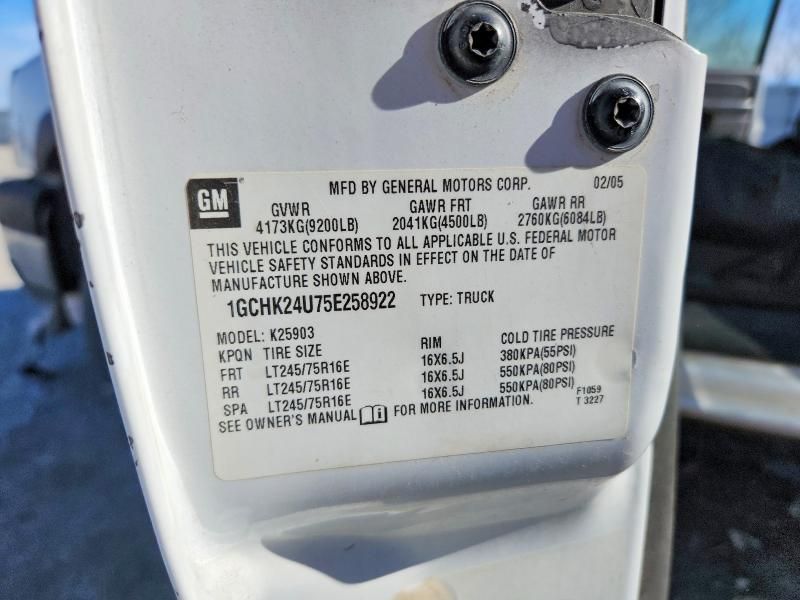 GM
MFD BY GENERAL MOTORS CORP. 02/05
GVWR GAWR FRT GAWR RR
4173KG(9200LB) 2041KG(4500LB) 2760KG(6084LB)
THIS VEHICLE CONFORMS TO ALL APPLICABLE U.S. FEDERAL MOTOR
VEHICLE SAFETY STANDARDS IN EFFECT ON THE DATE OF
MANUFACTURE SHOWN ABOVE.
1GCHK24U75E258922 TYPE: TRUCK
MODEL: K25903
KPQN TIRE SIZE RIM COLD TIRE PRESSURE
FRT LT245/75R16E 16X6.5J 380KPA(55PSI)
RR LT245/75R16E 16X6.5J 550KPA(80PSI)
SPA LT245/75R16E 16X6.5J 550KPA(80PSI)
F1059
SEE OWNER'S MANUAL FOR MORE INFORMATION. T 3227